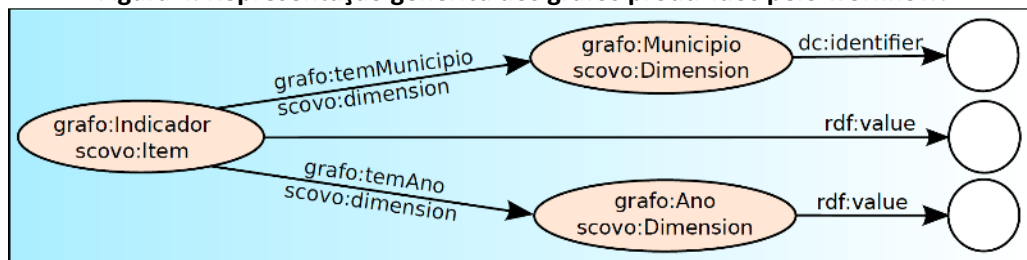 grafo:Municipio
scovo:Dimension
dc:identifier
grafo:temMunicipio
scovo:dimension
grafo:Indicador
scovo:Item
rdf:value
grafo:temAno
scovo:dimension
grafo:Ano
scovo:Dimension
rdf:value